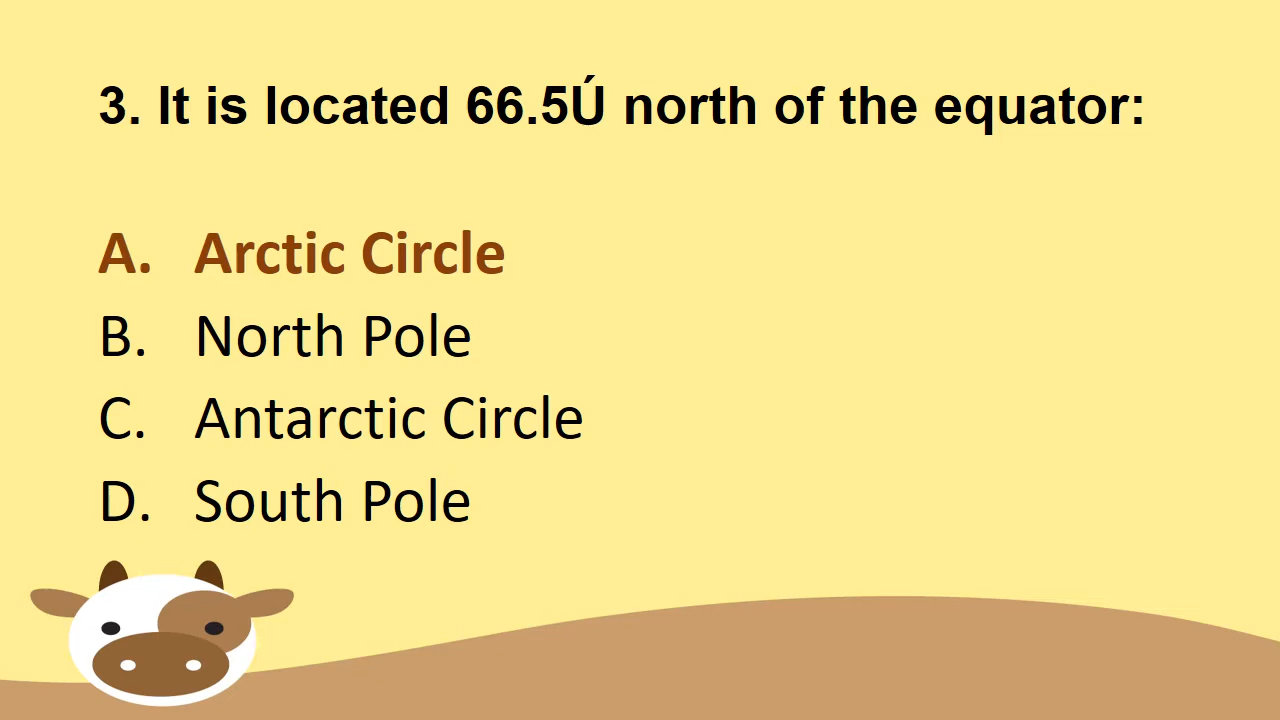 3. It is located 66.5Ú north of the equator:
A. Arctic Circle
B. North Pole
C. Antarctic Circle
D. South Pole